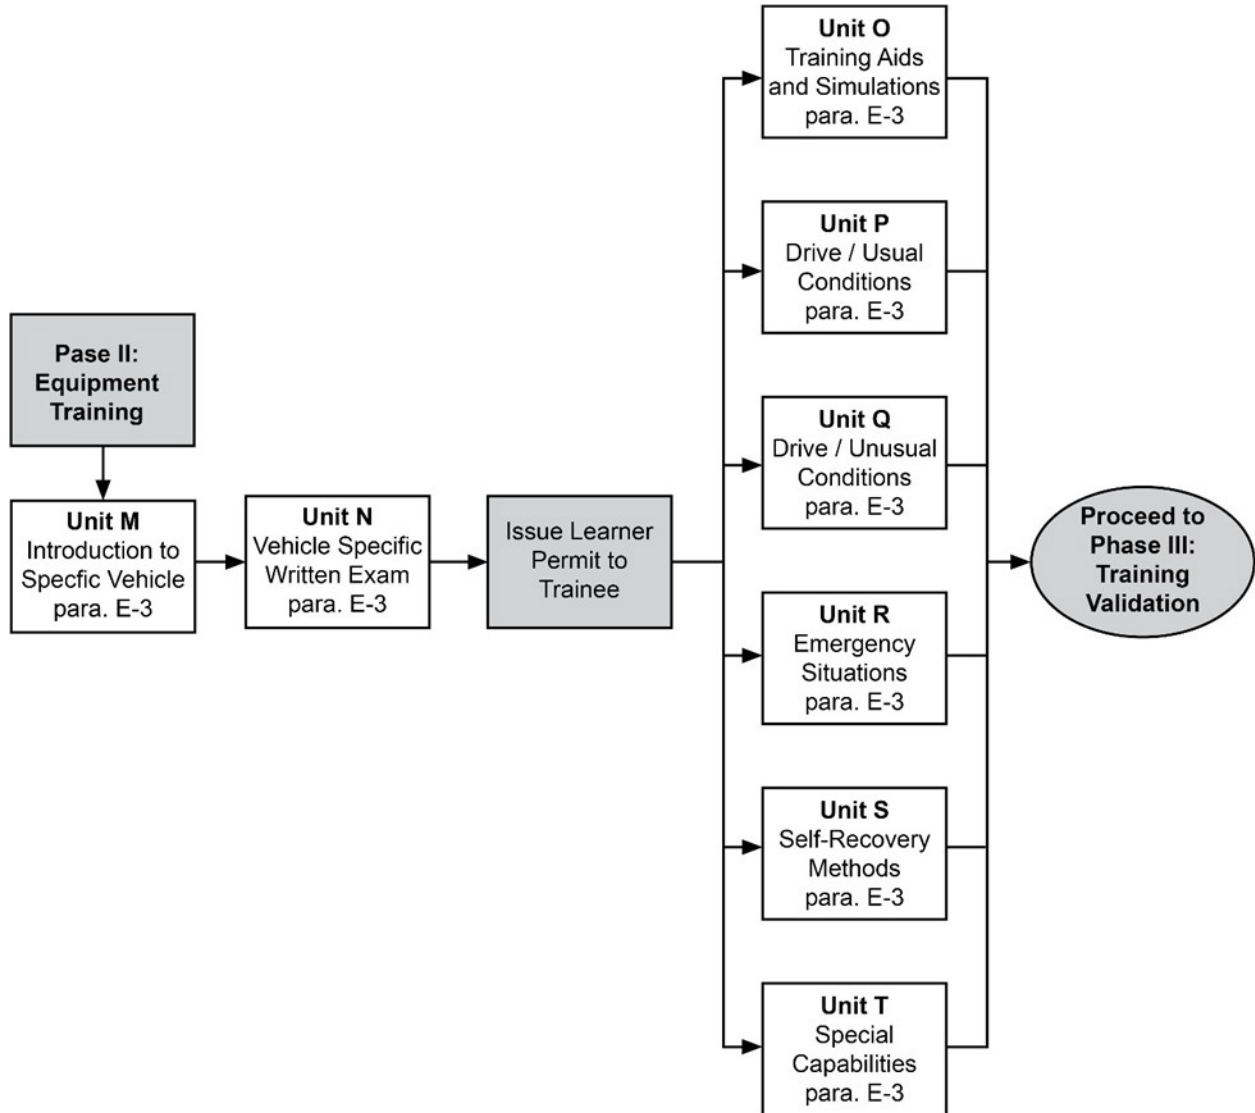 Pase II:
Equipment
Training
Unit M
Introduction to
Specfic Vehicle
para. E-3
Unit N
Vehicle Specific
Written Exam
para. E-3
Issue Learner
Permit to
Trainee
Unit O
Training Aids
and Simulations
para. E-3
Unit P
Drive / Usual
Conditions
para. E-3
Unit Q
Drive / Unusual
Conditions
para. E-3
Unit R
Emergency
Situations
para. E-3
Unit S
Self-Recovery
Methods
para. E-3
Unit T
Special
Capabilities
para. E-3
Proceed to
Phase III:
Training
Validation